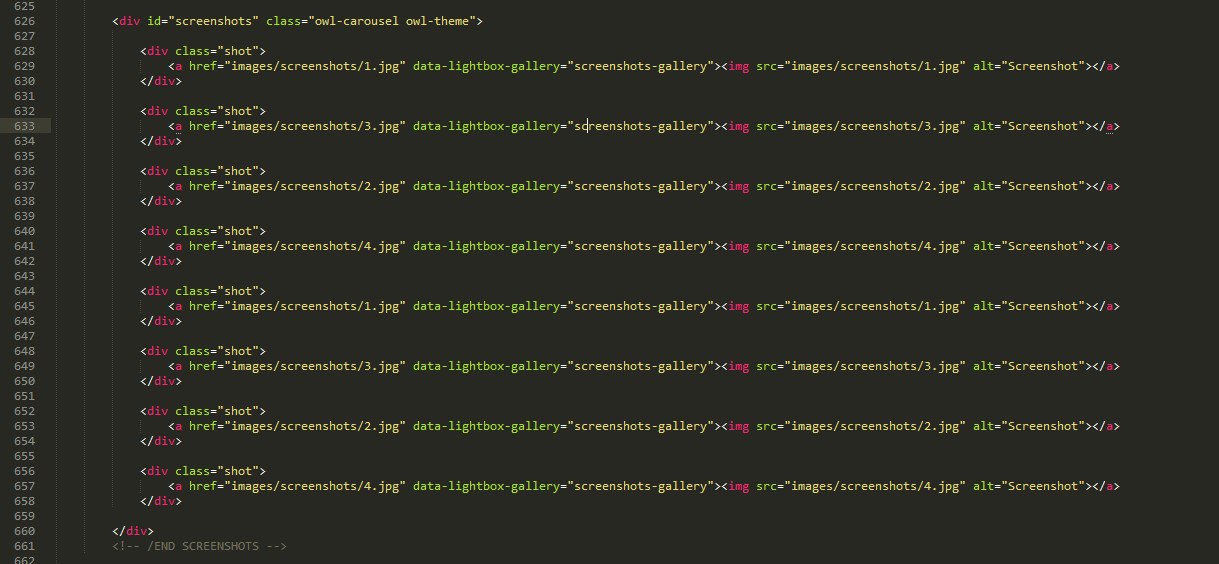 625
626 <div id="screenshots" class="owl-carousel owl-theme">
627
628 <div class="shot">
629 <a href="images/screenshots/1.jpg" data-lightbox-gallery="screenshots-gallery"><img src="images/screenshots/1.jpg" alt="Screenshot"></a>
630 </div>
631
632 <div class="shot">
633 <a href="images/screenshots/3.jpg" data-lightbox-gallery="screenshots-gallery"><img src="images/screenshots/3.jpg" alt="Screenshot"></a>
634 </div>
635
636 <div class="shot">
637 <a href="images/screenshots/2.jpg" data-lightbox-gallery="screenshots-gallery"><img src="images/screenshots/2.jpg" alt="Screenshot"></a>
638 </div>
639
640 <div class="shot">
641 <a href="images/screenshots/4.jpg" data-lightbox-gallery="screenshots-gallery"><img src="images/screenshots/4.jpg" alt="Screenshot"></a>
642 </div>
643
644 <div class="shot">
645 <a href="images/screenshots/1.jpg" data-lightbox-gallery="screenshots-gallery"><img src="images/screenshots/1.jpg" alt="Screenshot"></a>
646 </div>
647
648 <div class="shot">
649 <a href="images/screenshots/3.jpg" data-lightbox-gallery="screenshots-gallery"><img src="images/screenshots/3.jpg" alt="Screenshot"></a>
650 </div>
651
652 <div class="shot">
653 <a href="images/screenshots/2.jpg" data-lightbox-gallery="screenshots-gallery"><img src="images/screenshots/2.jpg" alt="Screenshot"></a>
654 </div>
655
656 <div class="shot">
657 <a href="images/screenshots/4.jpg" data-lightbox-gallery="screenshots-gallery"><img src="images/screenshots/4.jpg" alt="Screenshot"></a>
658 </div>
659
660 </div>
661 <!-- /END SCREENSHOTS -->
662